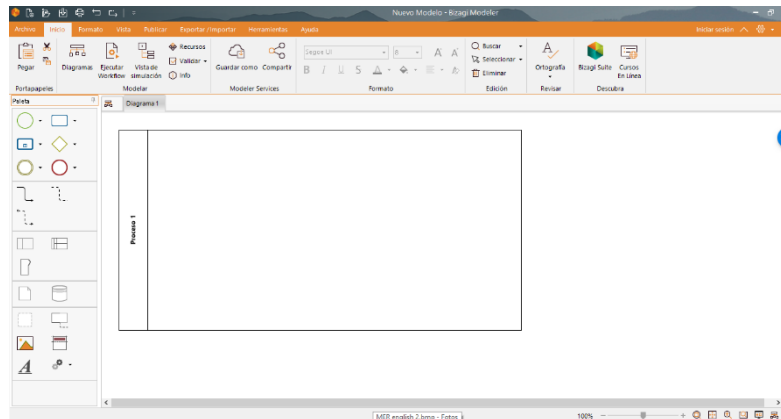 Nuevo Modelo - Bizagi Modeler
Archivo Inicio Formato Vista Publicar Exportar / Importar Herramientas Ayuda Iniciar sesión
Pegar Diagramas Ejecutar Workflow Vista de simulación Recursos Validar Info Guardar como Compartir Segoe UI 8 B I U S A A A Buscar Seleccionar Eliminar Ortografía Bizagi Suite Cursos En Línea
Portapapeles Modelar Modeler Services Formato Edición Revisar Descubra
Paleta Diagrama 1
Proceso 1
A
MER english 2.bmp - Fotos
100%